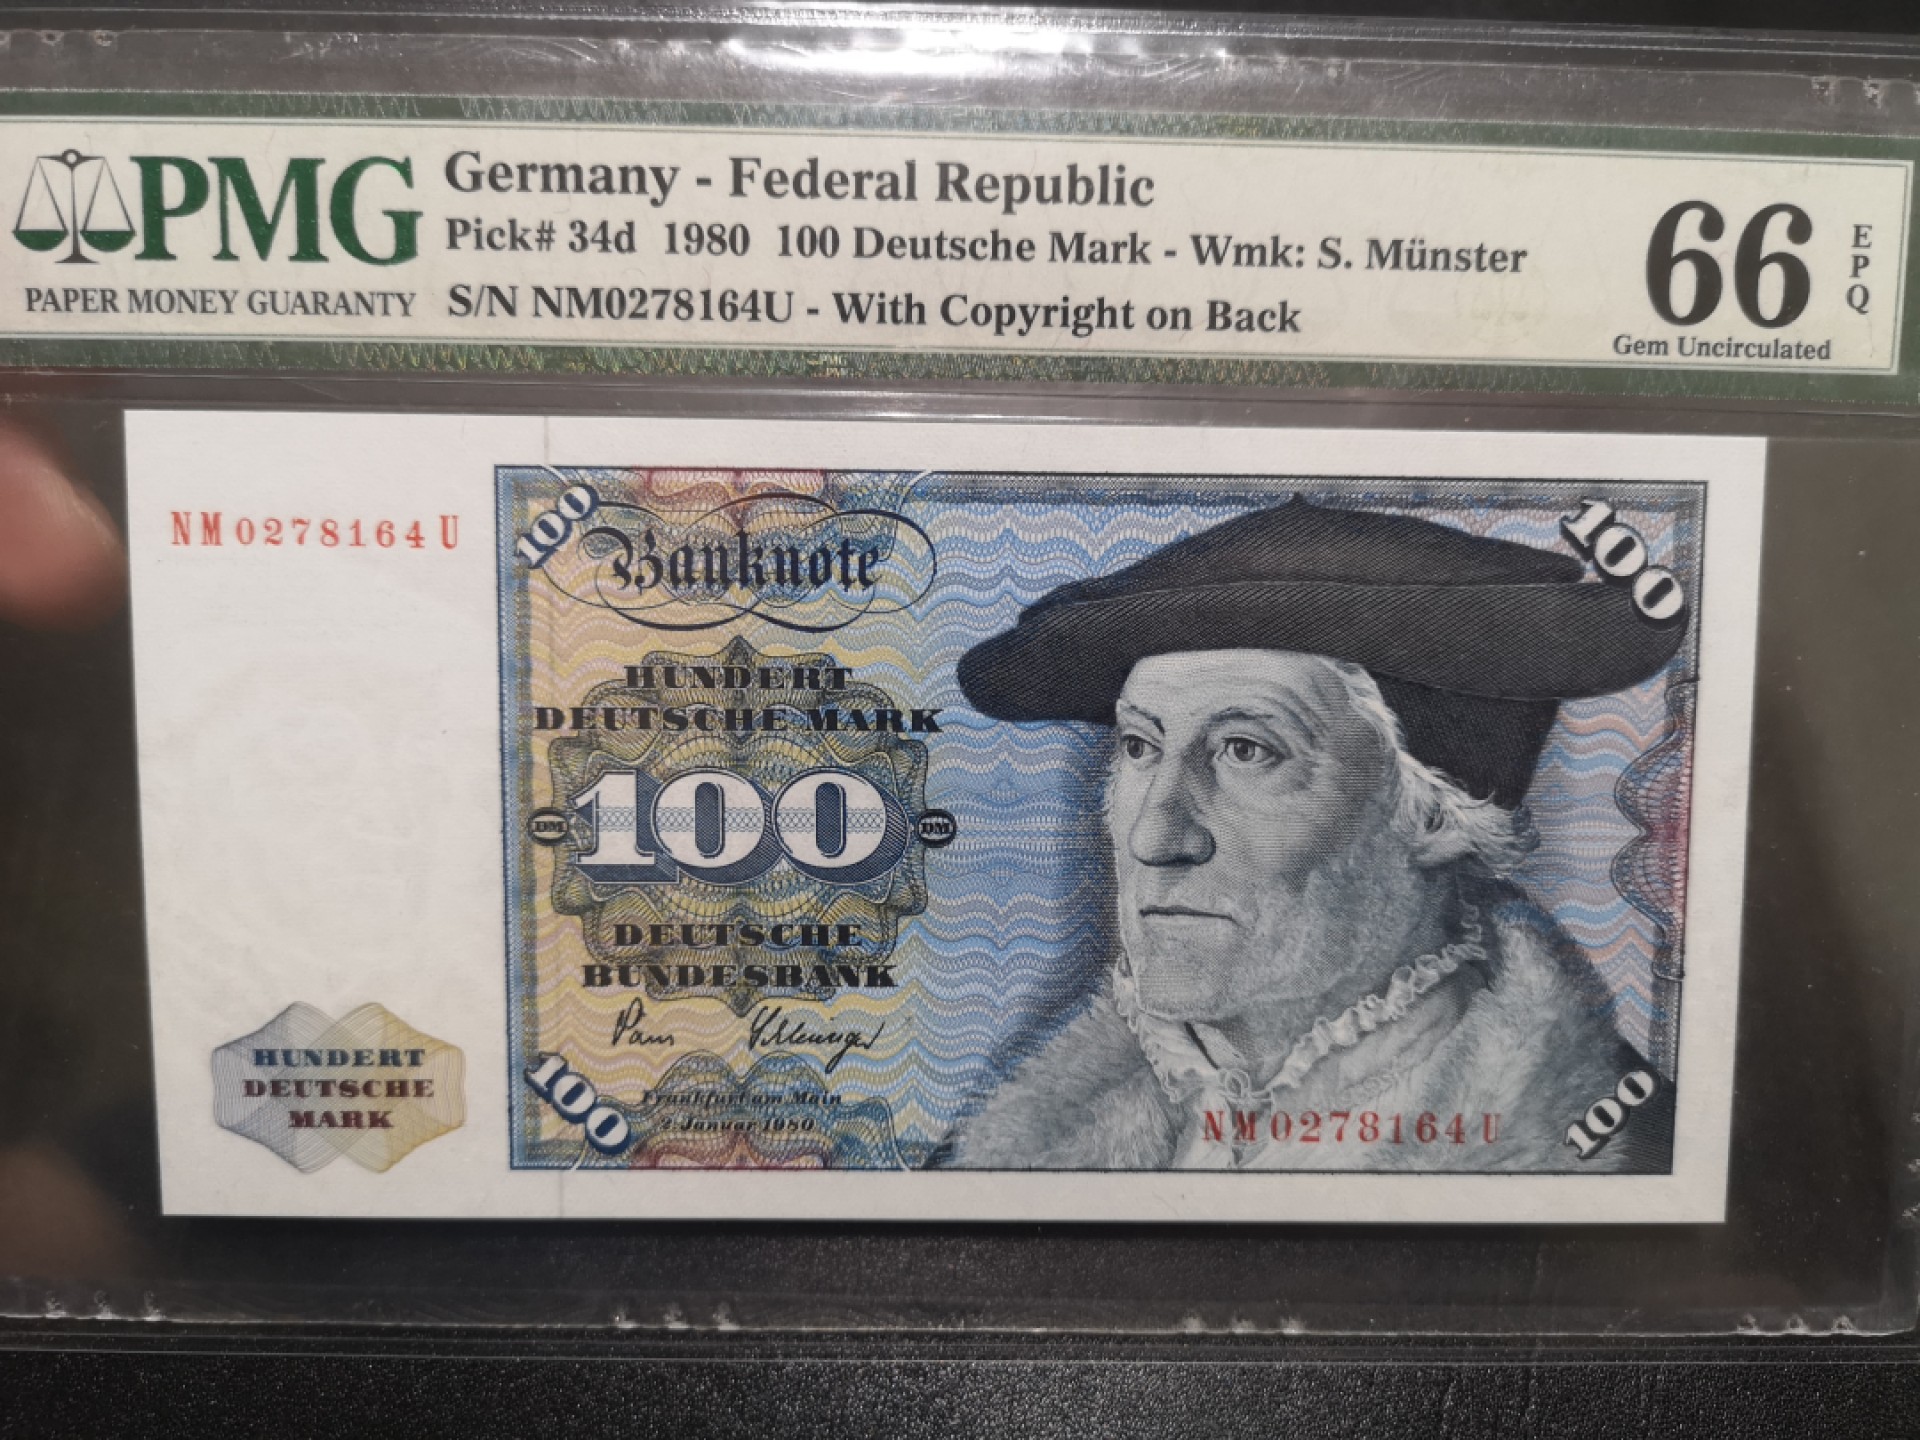 PMG
PAPER MONEY GUARANTY
Germany - Federal Republic
Pick# 34d 1980 100 Deutsche Mark - Wmk: S. Münster
S/N NM0278164U - With Copyright on Back
66
EPQ
Gem Uncirculated
NM0278164U
100
Banknote
100
HUNDERT
DEUTSCHE MARK
DM 100 DM
DEUTSCHE
BUNDESBANK
100
Frankfurt am Main
2. Januar 1980
HUNDERT
DEUTSCHE
MARK
NM0278164U
100